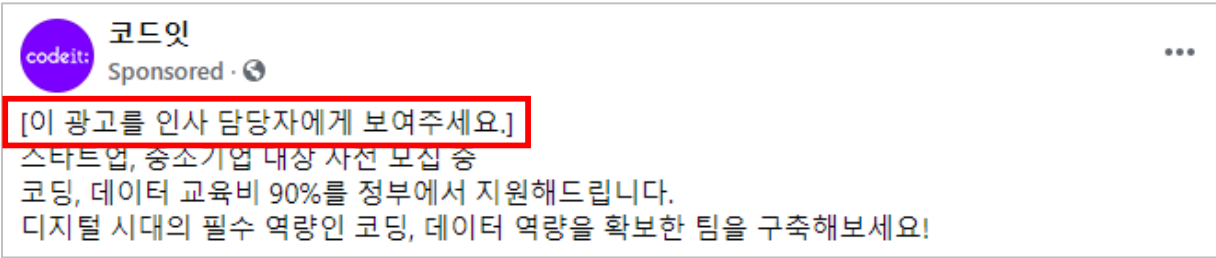 codeit:
코드잇
Sponsored ·
[이 광고를 인사 담당자에게 보여주세요.]
스타트업, 중소기업 대상 사전 모집 중
코딩, 데이터 교육비 90%를 정부에서 지원해드립니다.
디지털 시대의 필수 역량인 코딩, 데이터 역량을 확보한 팀을 구축해보세요!